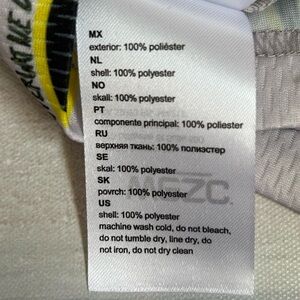 MX
exterior: 100% poliéster
NL
shell: 100% polyester
NO
skall: 100% polyester
PT
componente principal: 100% poliester
RU
верхняя ткань: 100% полиэстер
SE
skal: 100% polyester
SK
povrch: 100% polyester
US
shell: 100% polyester
machine wash cold, do not bleach,
do not tumble dry, line dry, do
not iron, do not dry clean